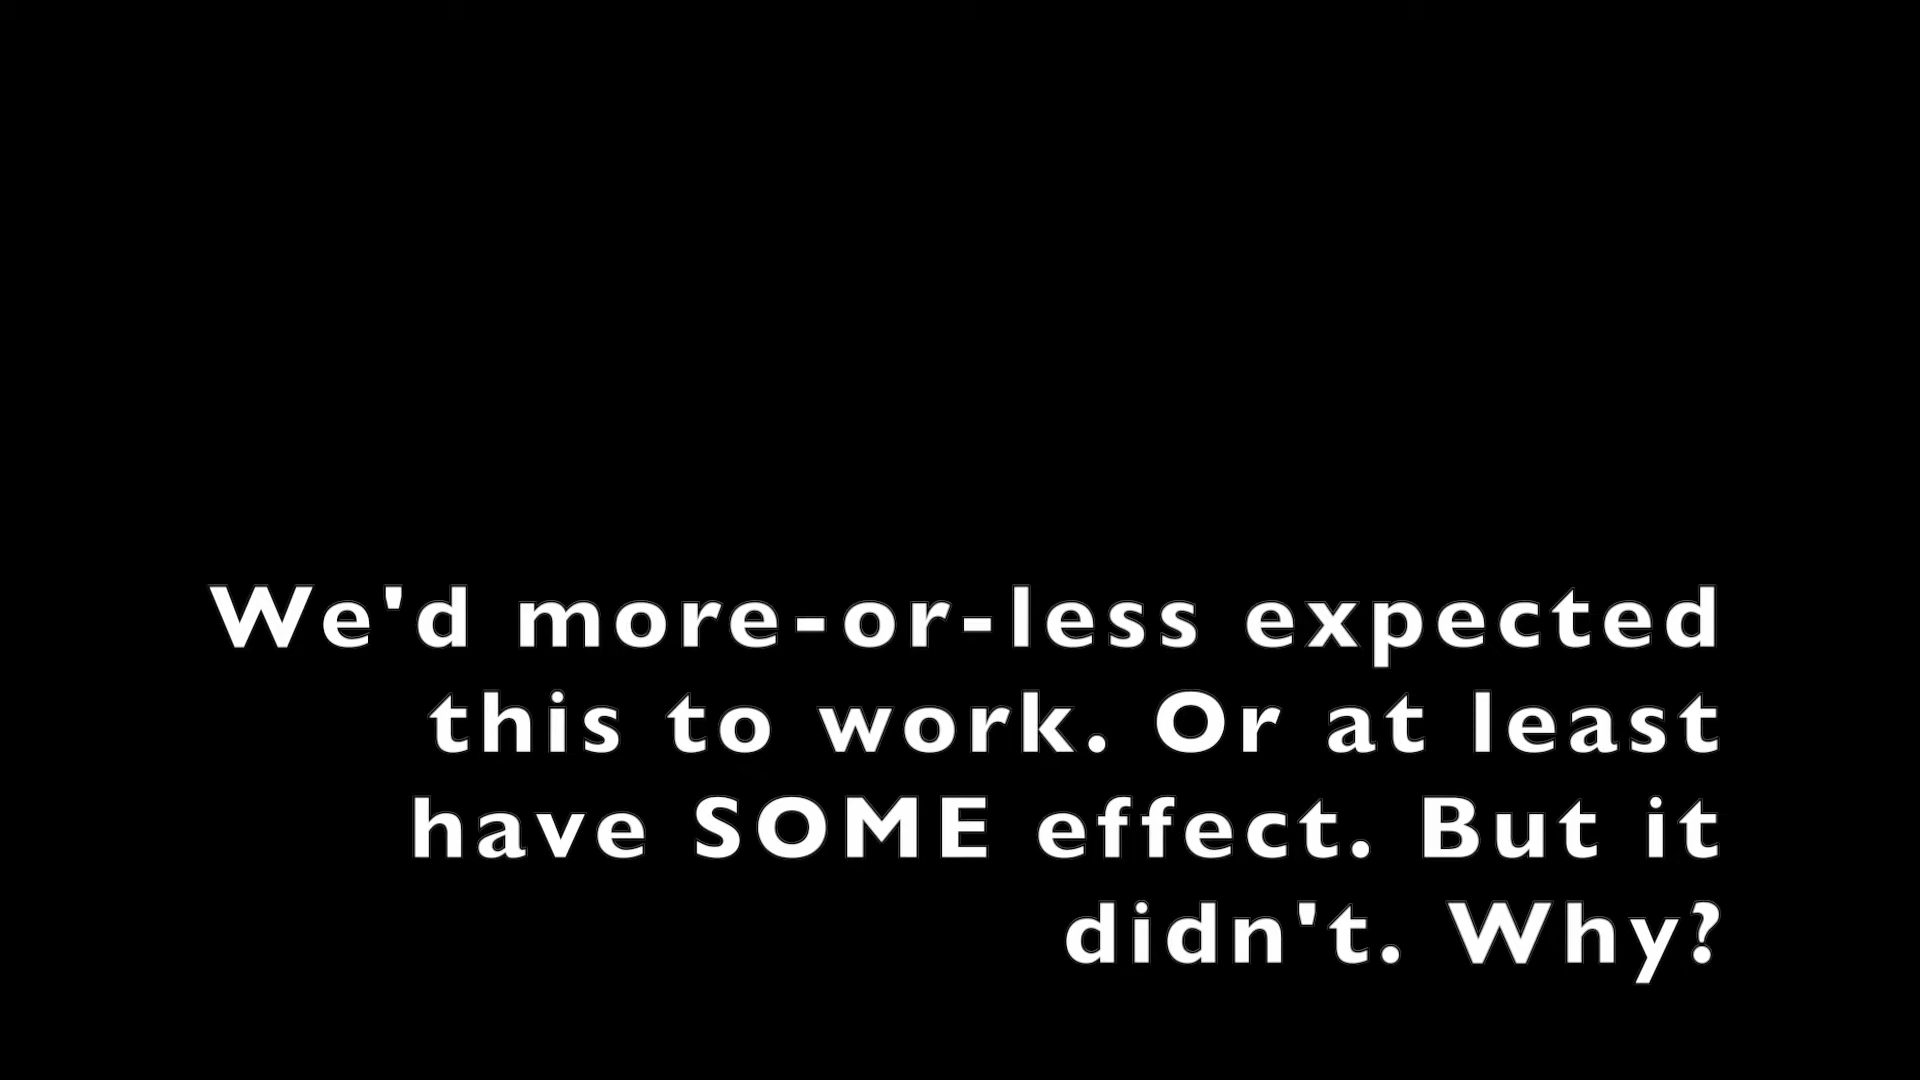 We'd more-or-less expected
this to work. Or at least
have SOME effect. But it
didn't. Why?